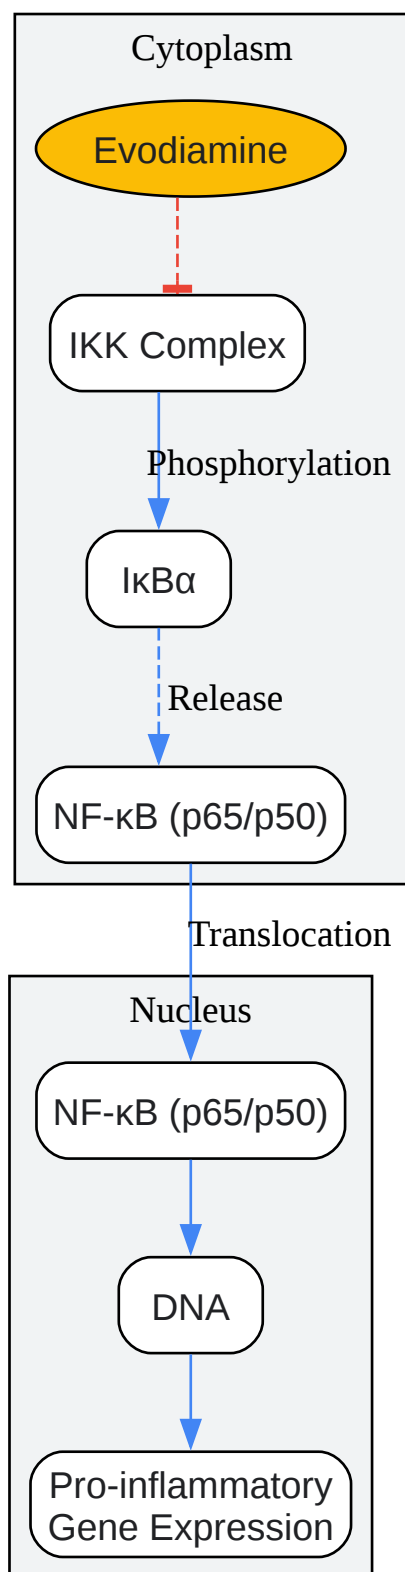 Cytoplasm
Evodiamine
IKK Complex
Phosphorylation
IκBα
Release
NF-κB (p65/p50)
Translocation
Nucleus
NF-κB (p65/p50)
DNA
Pro-inflammatory
Gene Expression